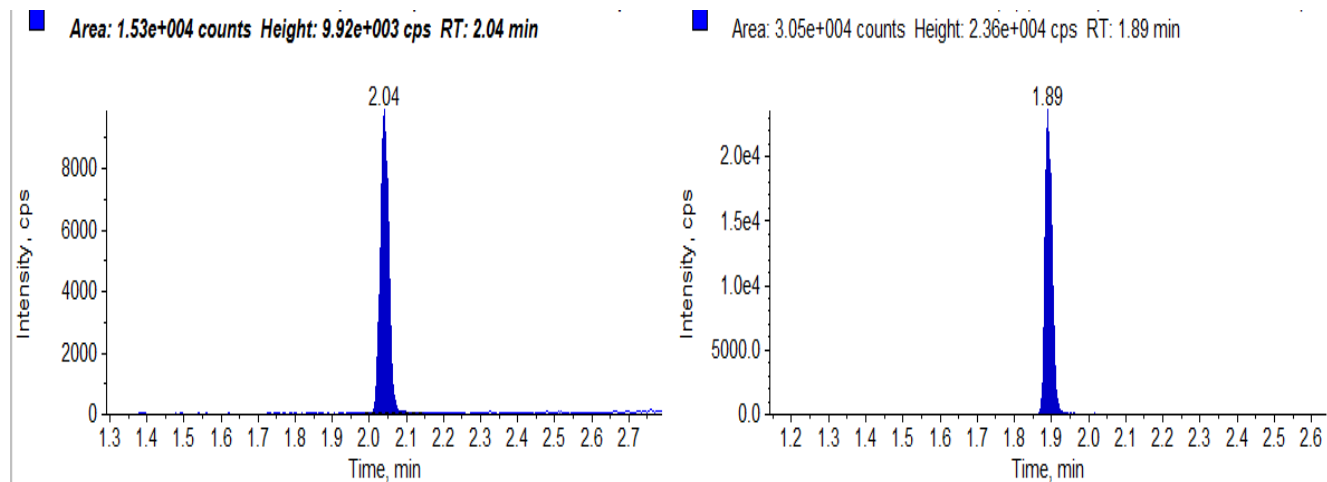 Area: 1.53e+004 counts Height: 9.92e+003 cps RT: 2.04 min
2.04
8000
6000
4000
2000
0
Intensity, cps
1.3 1.4 1.5 1.6 1.7 1.8 1.9 2.0 2.1 2.2 2.3 2.4 2.5 2.6 2.7
Time, min
Area: 3.05e+004 counts Height: 2.36e+004 cps RT: 1.89 min
1.89
2.0e4
1.5e4
1.0e4
5000.0
0.0
Intensity, cps
1.2 1.3 1.4 1.5 1.6 1.7 1.8 1.9 2.0 2.1 2.2 2.3 2.4 2.5 2.6
Time, min